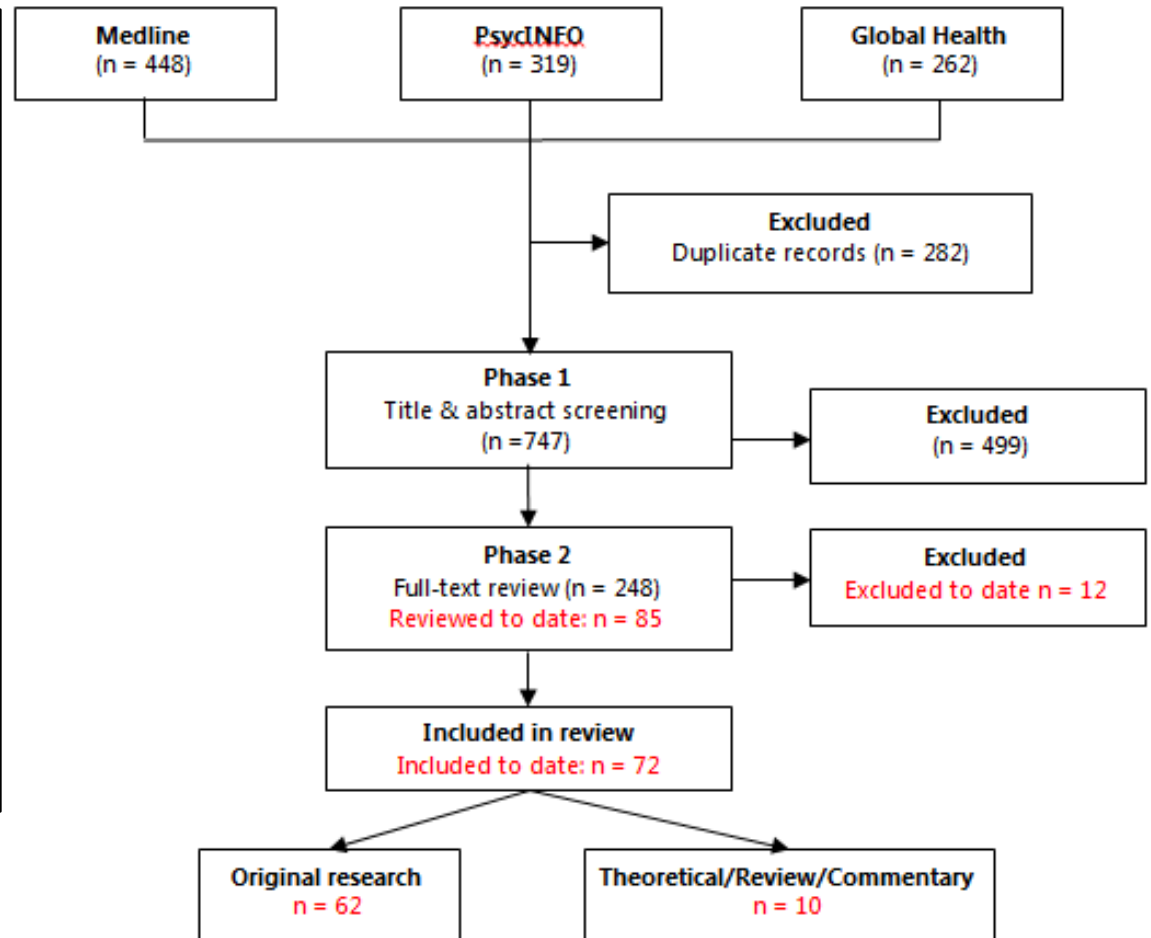 Medline
(n = 448)
PsycINFO
(n = 319)
Global Health
(n = 262)
Excluded
Duplicate records (n = 282)
Phase 1
Title & abstract screening
(n =747)
Excluded
(n = 499)
Phase 2
Full-text review (n = 248)
Reviewed to date: n = 85
Excluded
Excluded to date n = 12
Included in review
Included to date: n = 72
Original research
n = 62
Theoretical/Review/Commentary
n = 10